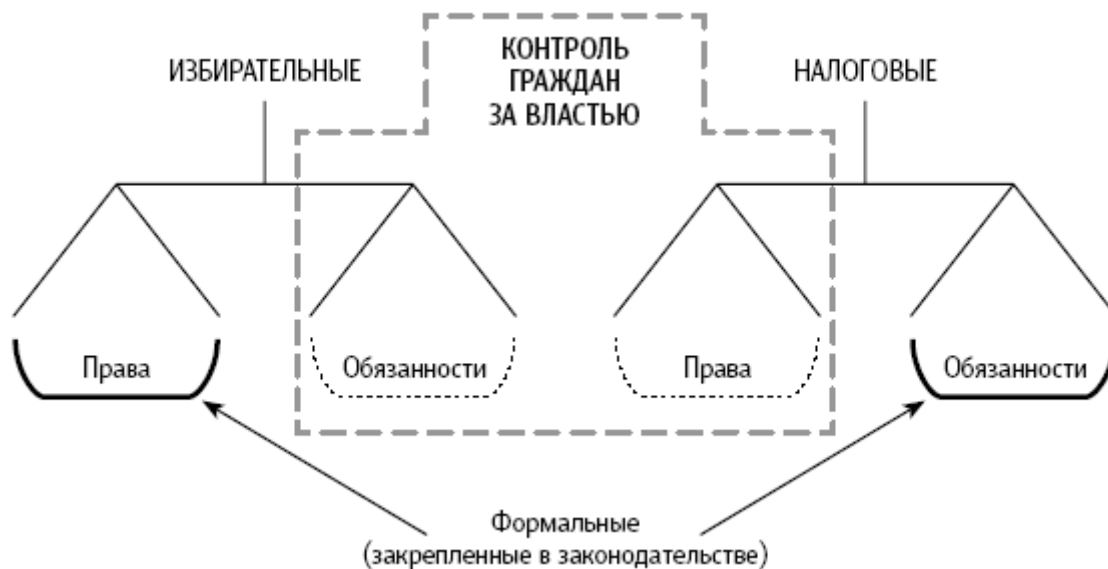 ИЗБИРАТЕЛЬНЫЕ
КОНТРОЛЬ
ГРАЖДАН
ЗА ВЛАСТЬЮ
НАЛОГОВЫЕ
Права
Обязанности
Права
Обязанности
Формальные
(закрепленные в законодательстве)